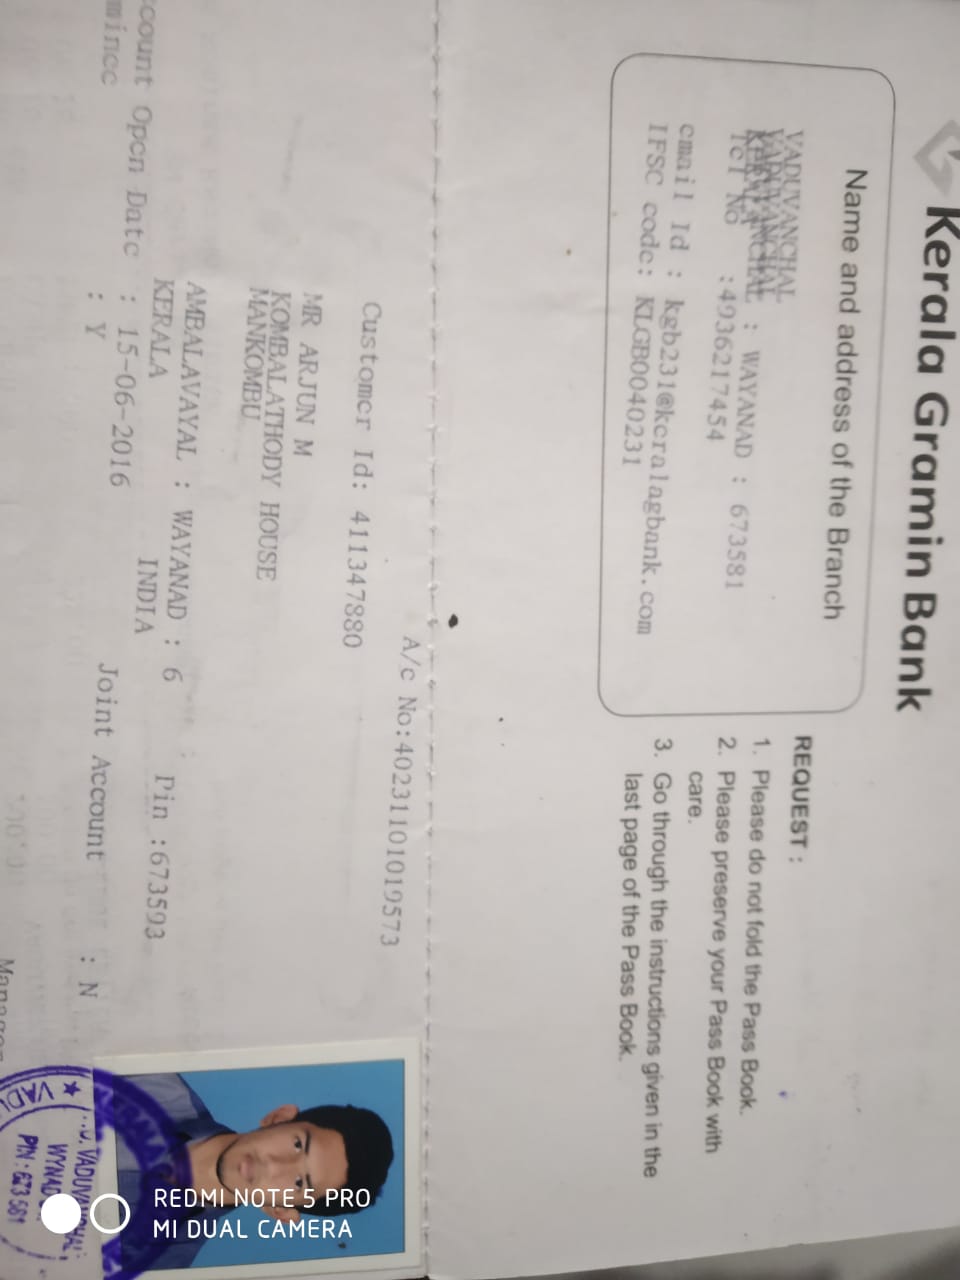 Kerala Gramin Bank
Name and address of the Branch
VADUVANCHAL
VADUVANCHAL
: WAYANAD : 673581
Tel No :4936217454
email Id : kgb231@keralagbank.com
IFSC code: KLGB0040231
REQUEST :
1. Please do not fold the Pass Book.
2. Please preserve your Pass Book with
care.
3. Go through the instructions given in the
last page of the Pass Book.
A/c No:40231101019573
Customer Id: 411347880
MR ARJUN M
KOMBALATHODY HOUSE
MANKOMBU
AMBALAVAYAL : WAYANAD : 6 Pin :673593
KERALA INDIA
count Open Date : 15-06-2016 Joint Account : N
minee : Y
Manager
VADUVANCHAL
PIN : 673 581
REDMI NOTE 5 PRO
MI DUAL CAMERA